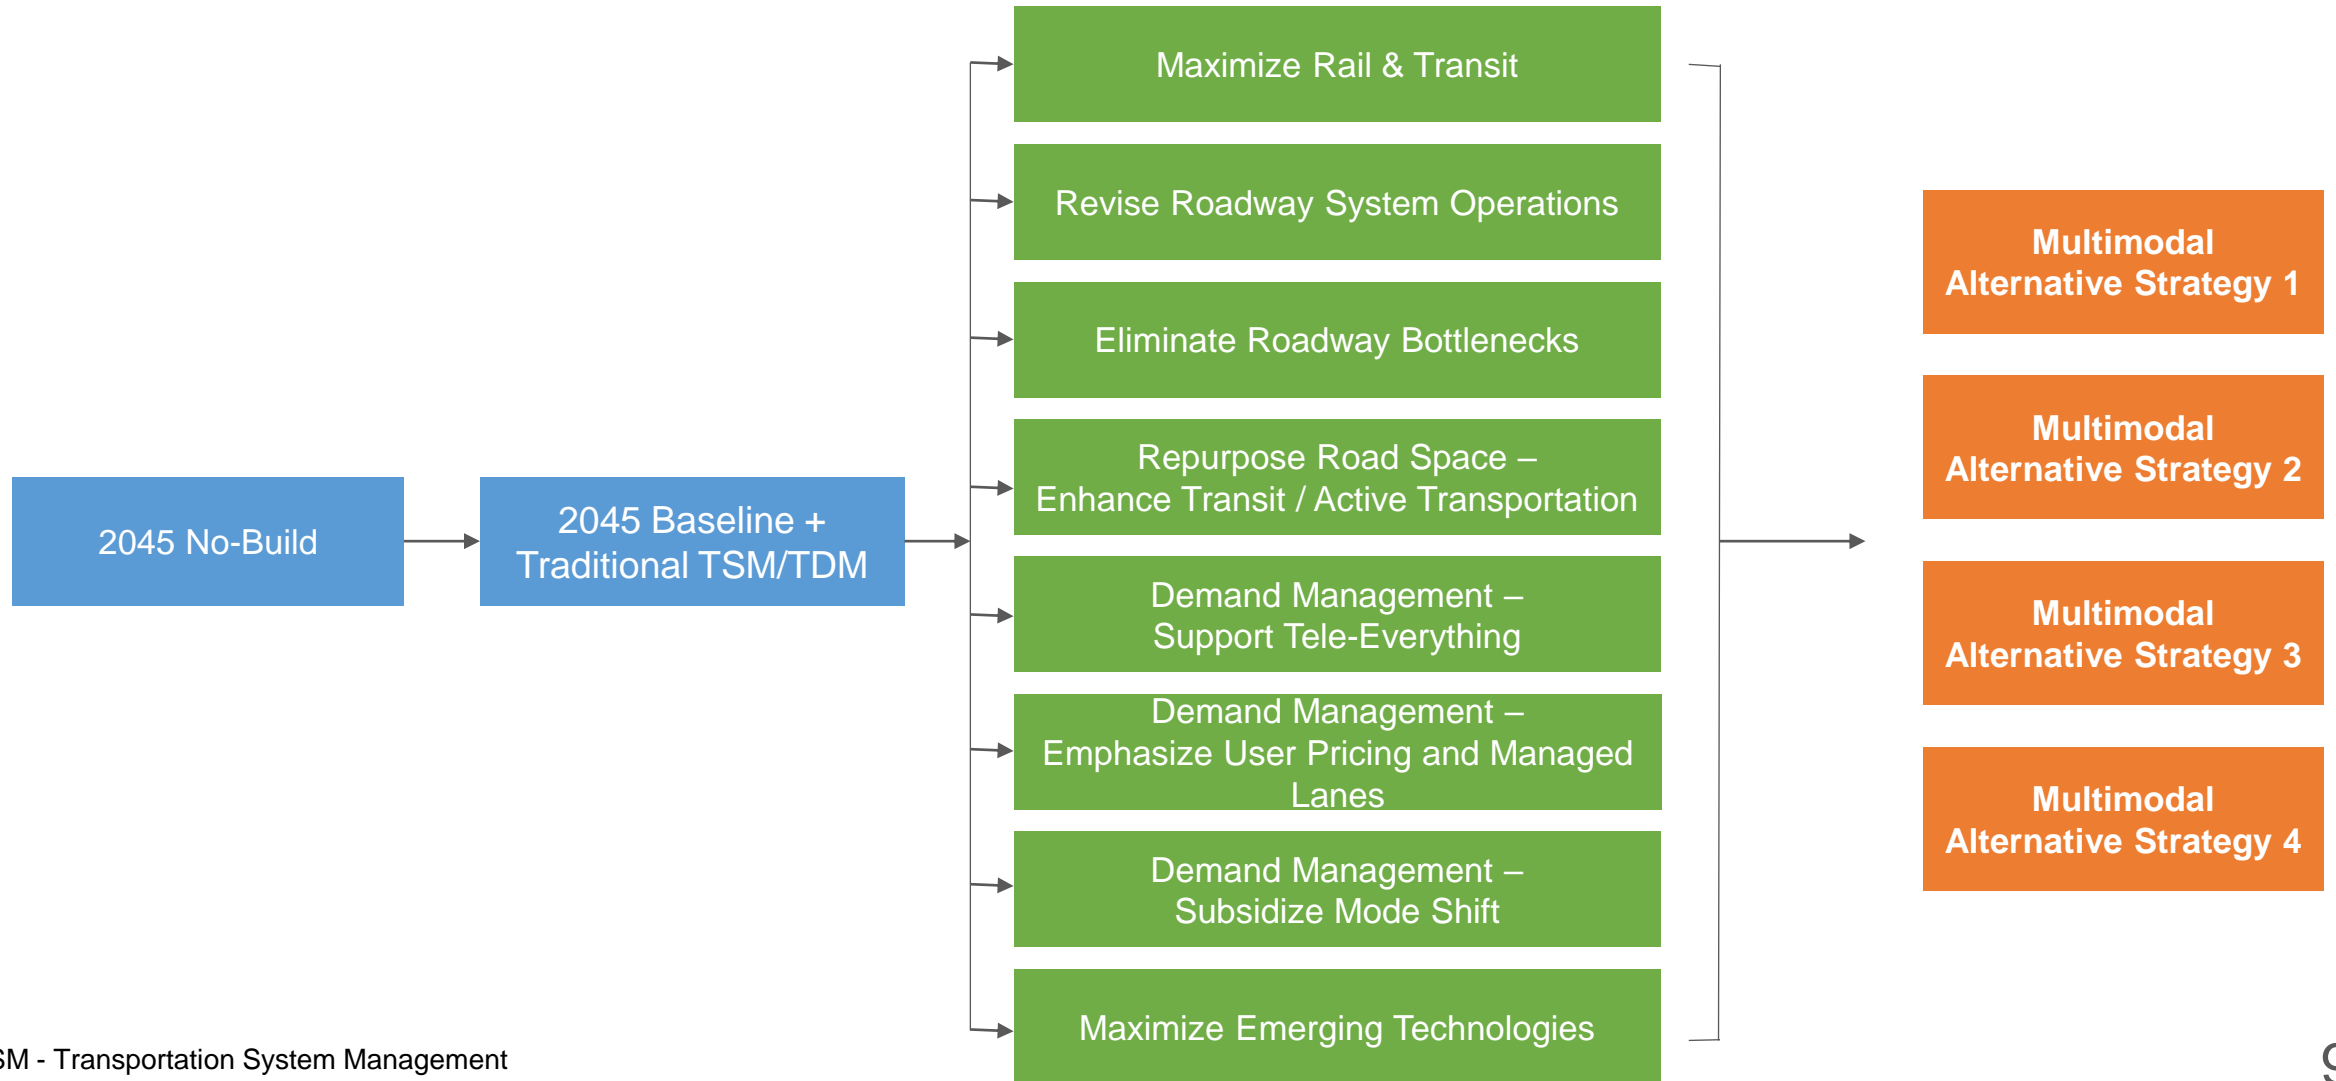 2045 No-Build
2045 Baseline +
Traditional TSM/TDM
Maximize Rail & Transit
Revise Roadway System Operations
Eliminate Roadway Bottlenecks
Repurpose Road Space –
Enhance Transit / Active Transportation
Demand Management –
Support Tele-Everything
Demand Management –
Emphasize User Pricing and Managed
Lanes
Demand Management –
Subsidize Mode Shift
Maximize Emerging Technologies
Multimodal
Alternative Strategy 1
Multimodal
Alternative Strategy 2
Multimodal
Alternative Strategy 3
Multimodal
Alternative Strategy 4
SM - Transportation System Management